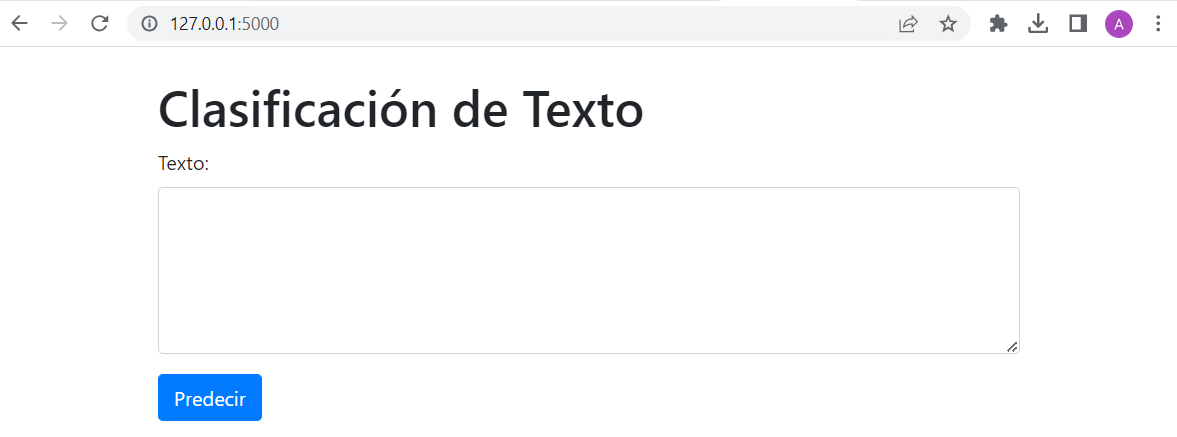 127.0.0.1:5000
A
Clasificación de Texto
Texto:
Predecir